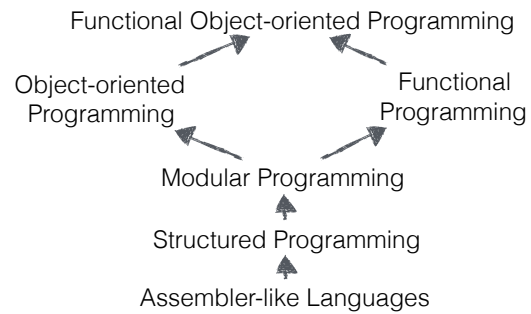 Functional Object-oriented Programming
Object-oriented
Programming
Functional
Programming
Modular Programming
Structured Programming
Assembler-like Languages